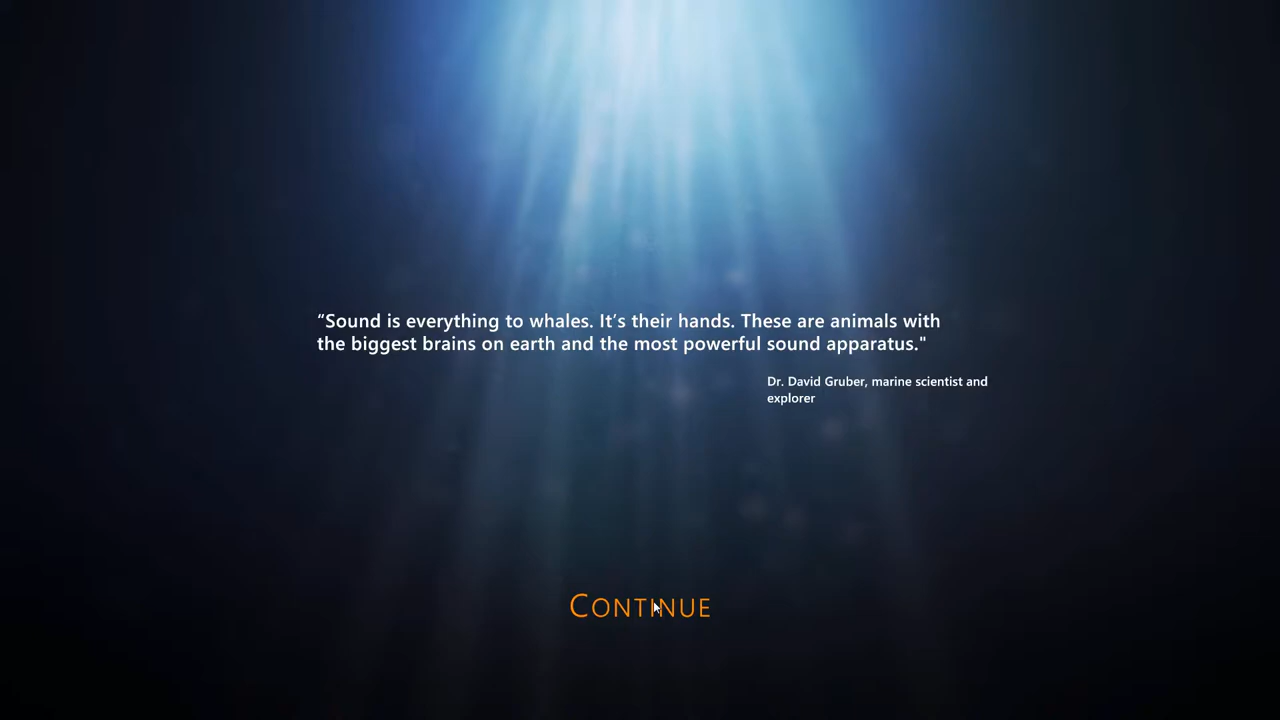 “Sound is everything to whales. It’s their hands. These are animals with
the biggest brains on earth and the most powerful sound apparatus."
Dr. David Gruber, marine scientist and
explorer
CONTINUE